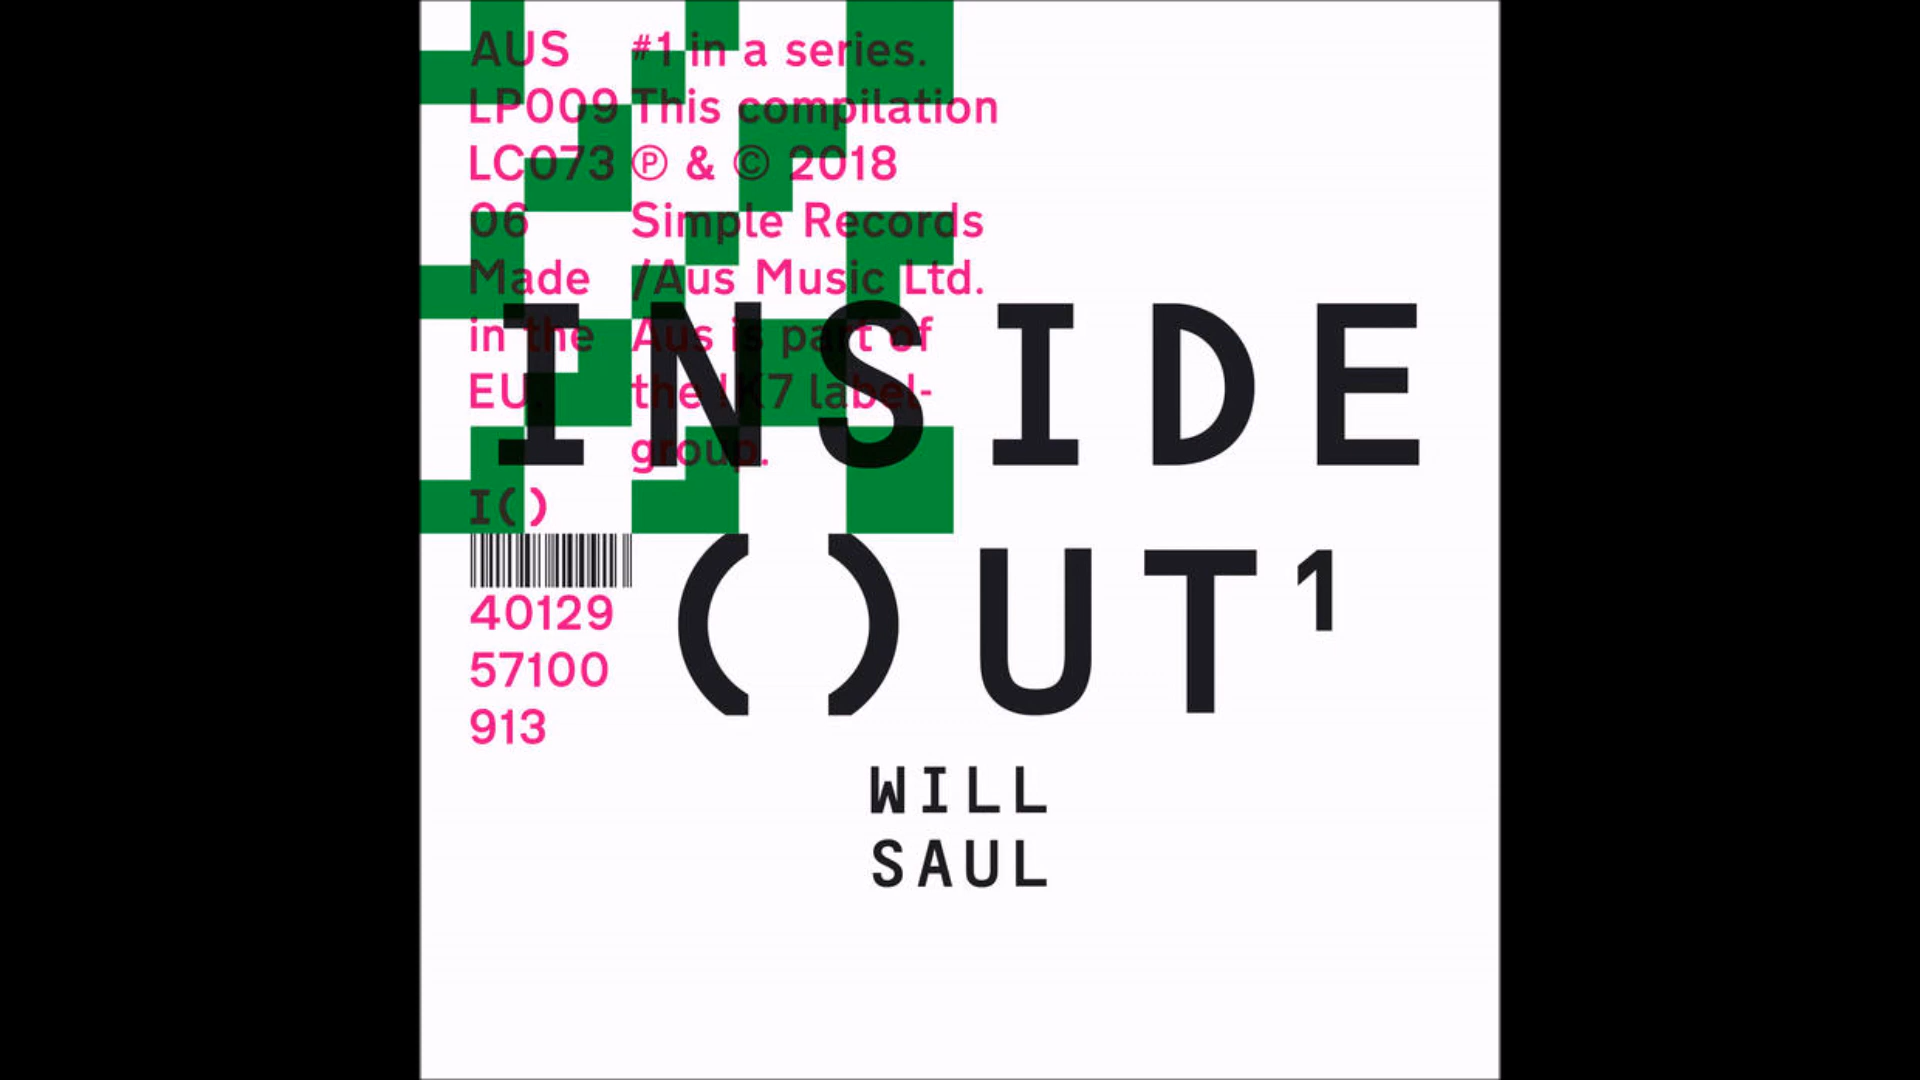 AUS
LP009
LC073
06
Made
in the
EU.
I()
40129
57100
913
#1 in a series.
This compilation
℗ & © 2018
Simple Records
/Aus Music Ltd.
Aus is part of
the !K7 label-
group.
INSIDE
()UT¹
WILL
SAUL